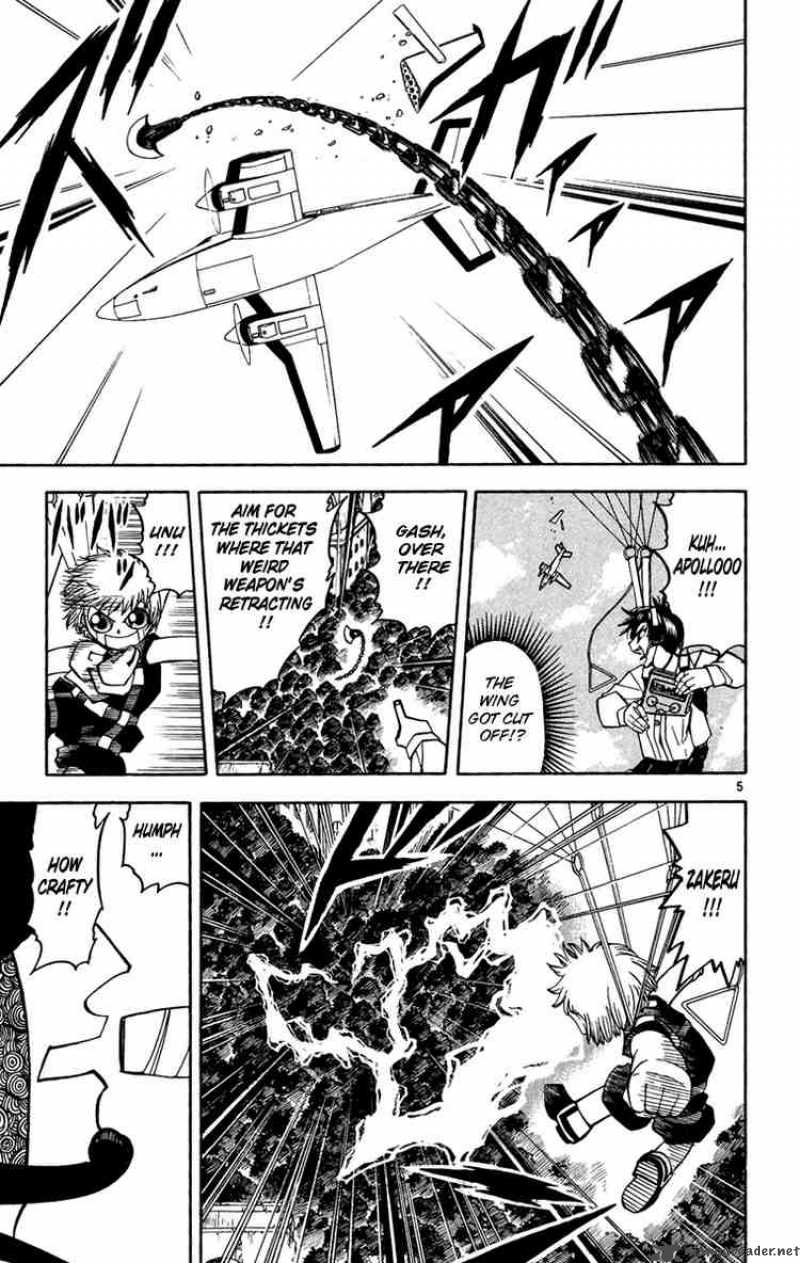 KUH...
APOLLOOO
!!!
THE
WING
GOT CUT
OFF!?
GASH,
OVER
THERE
!!
AIM FOR
THE THICKETS
WHERE THAT
WEIRD
WEAPON'S
RETRACTING
!!
UNU
!!!
5
ZAKERU
!!!
HUMPH
...
HOW
CRAFTY
!!